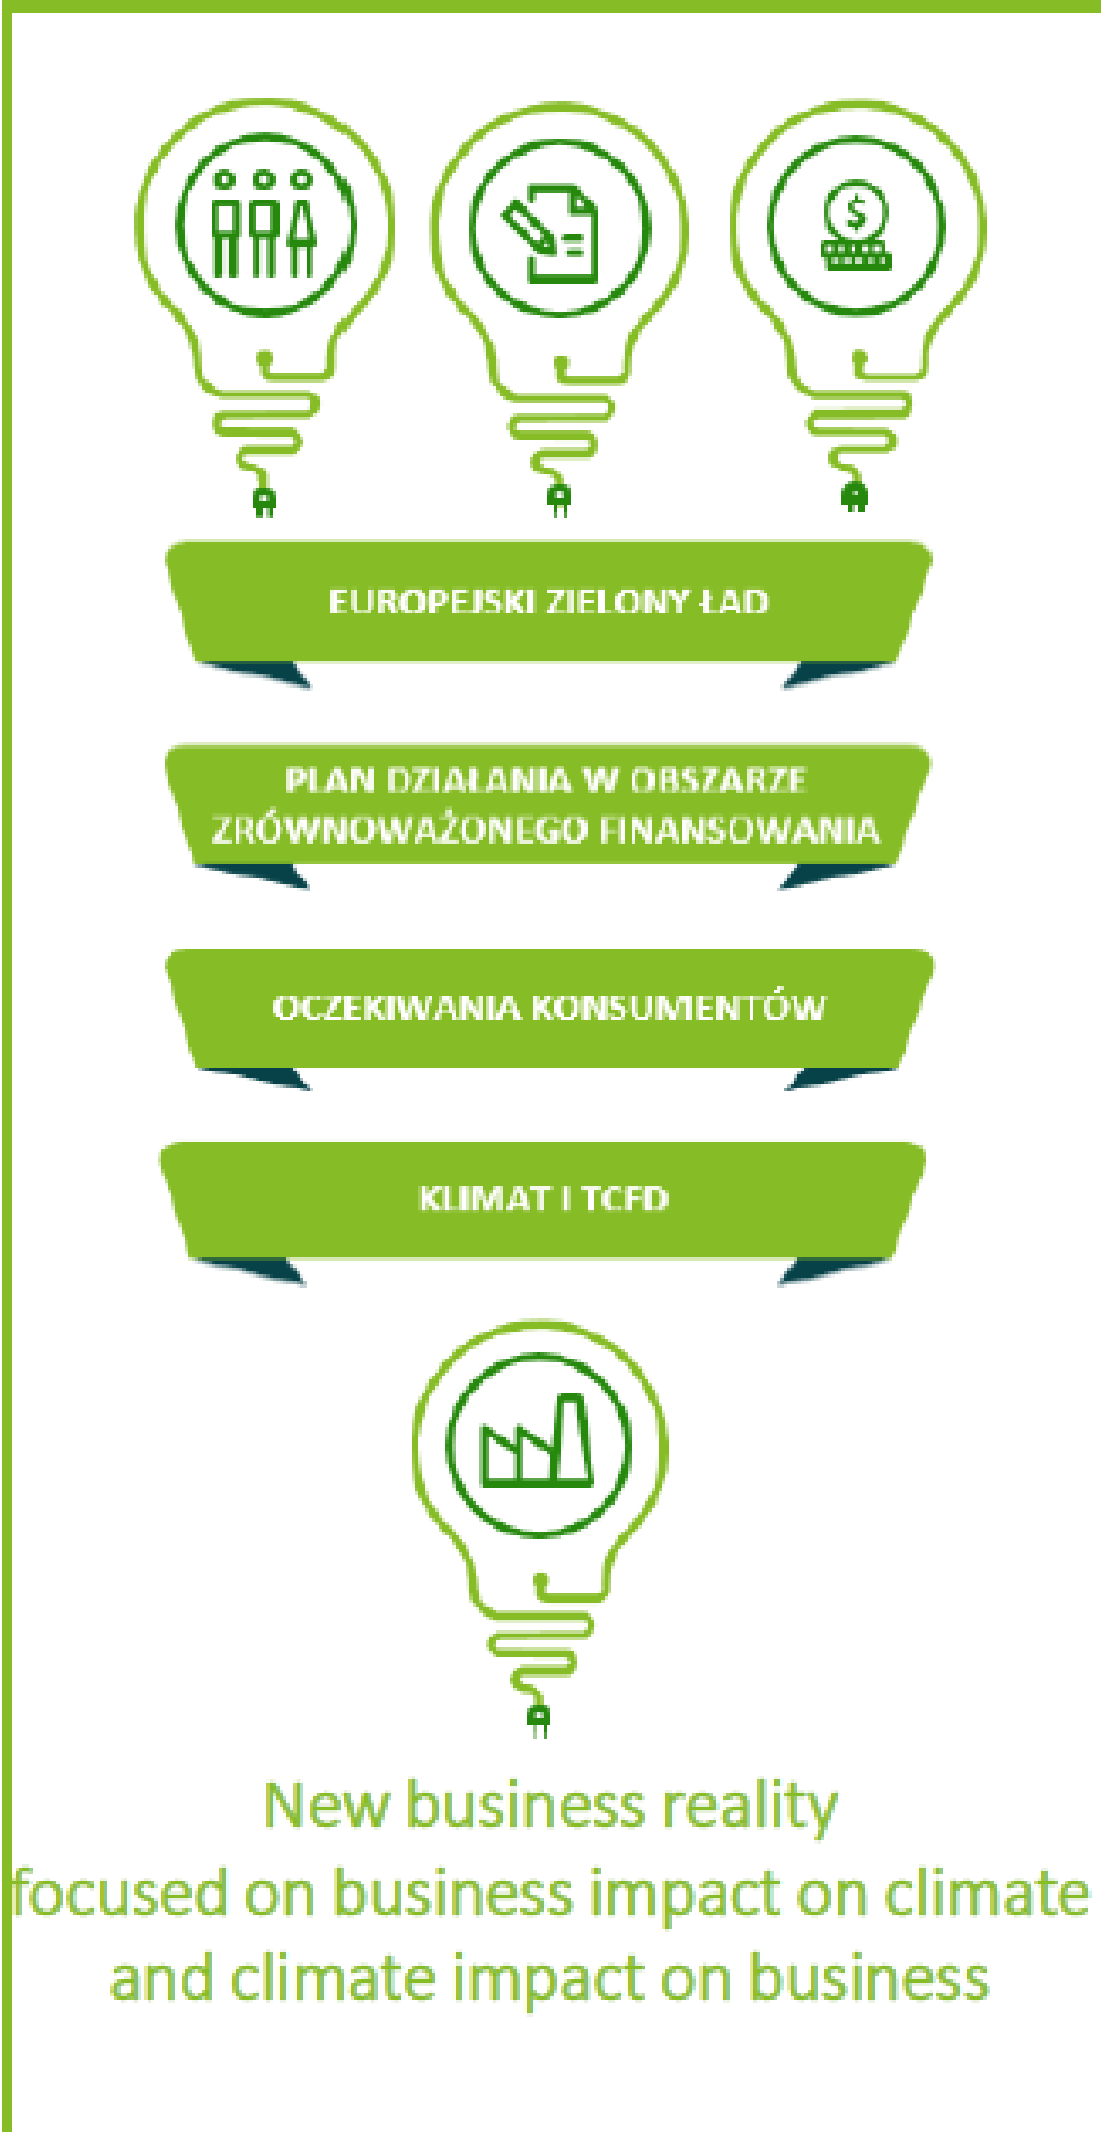 EUROPEJSKI ZIELONY ŁAD
PLAN DZIAŁANIA W OBSZARZE
ZRÓWNOWAŻONEGO FINANSOWANIA
OCZEKIWANIA KONSUMENTÓW
KLIMAT I TCFD
New business reality
focused on business impact on climate
and climate impact on business